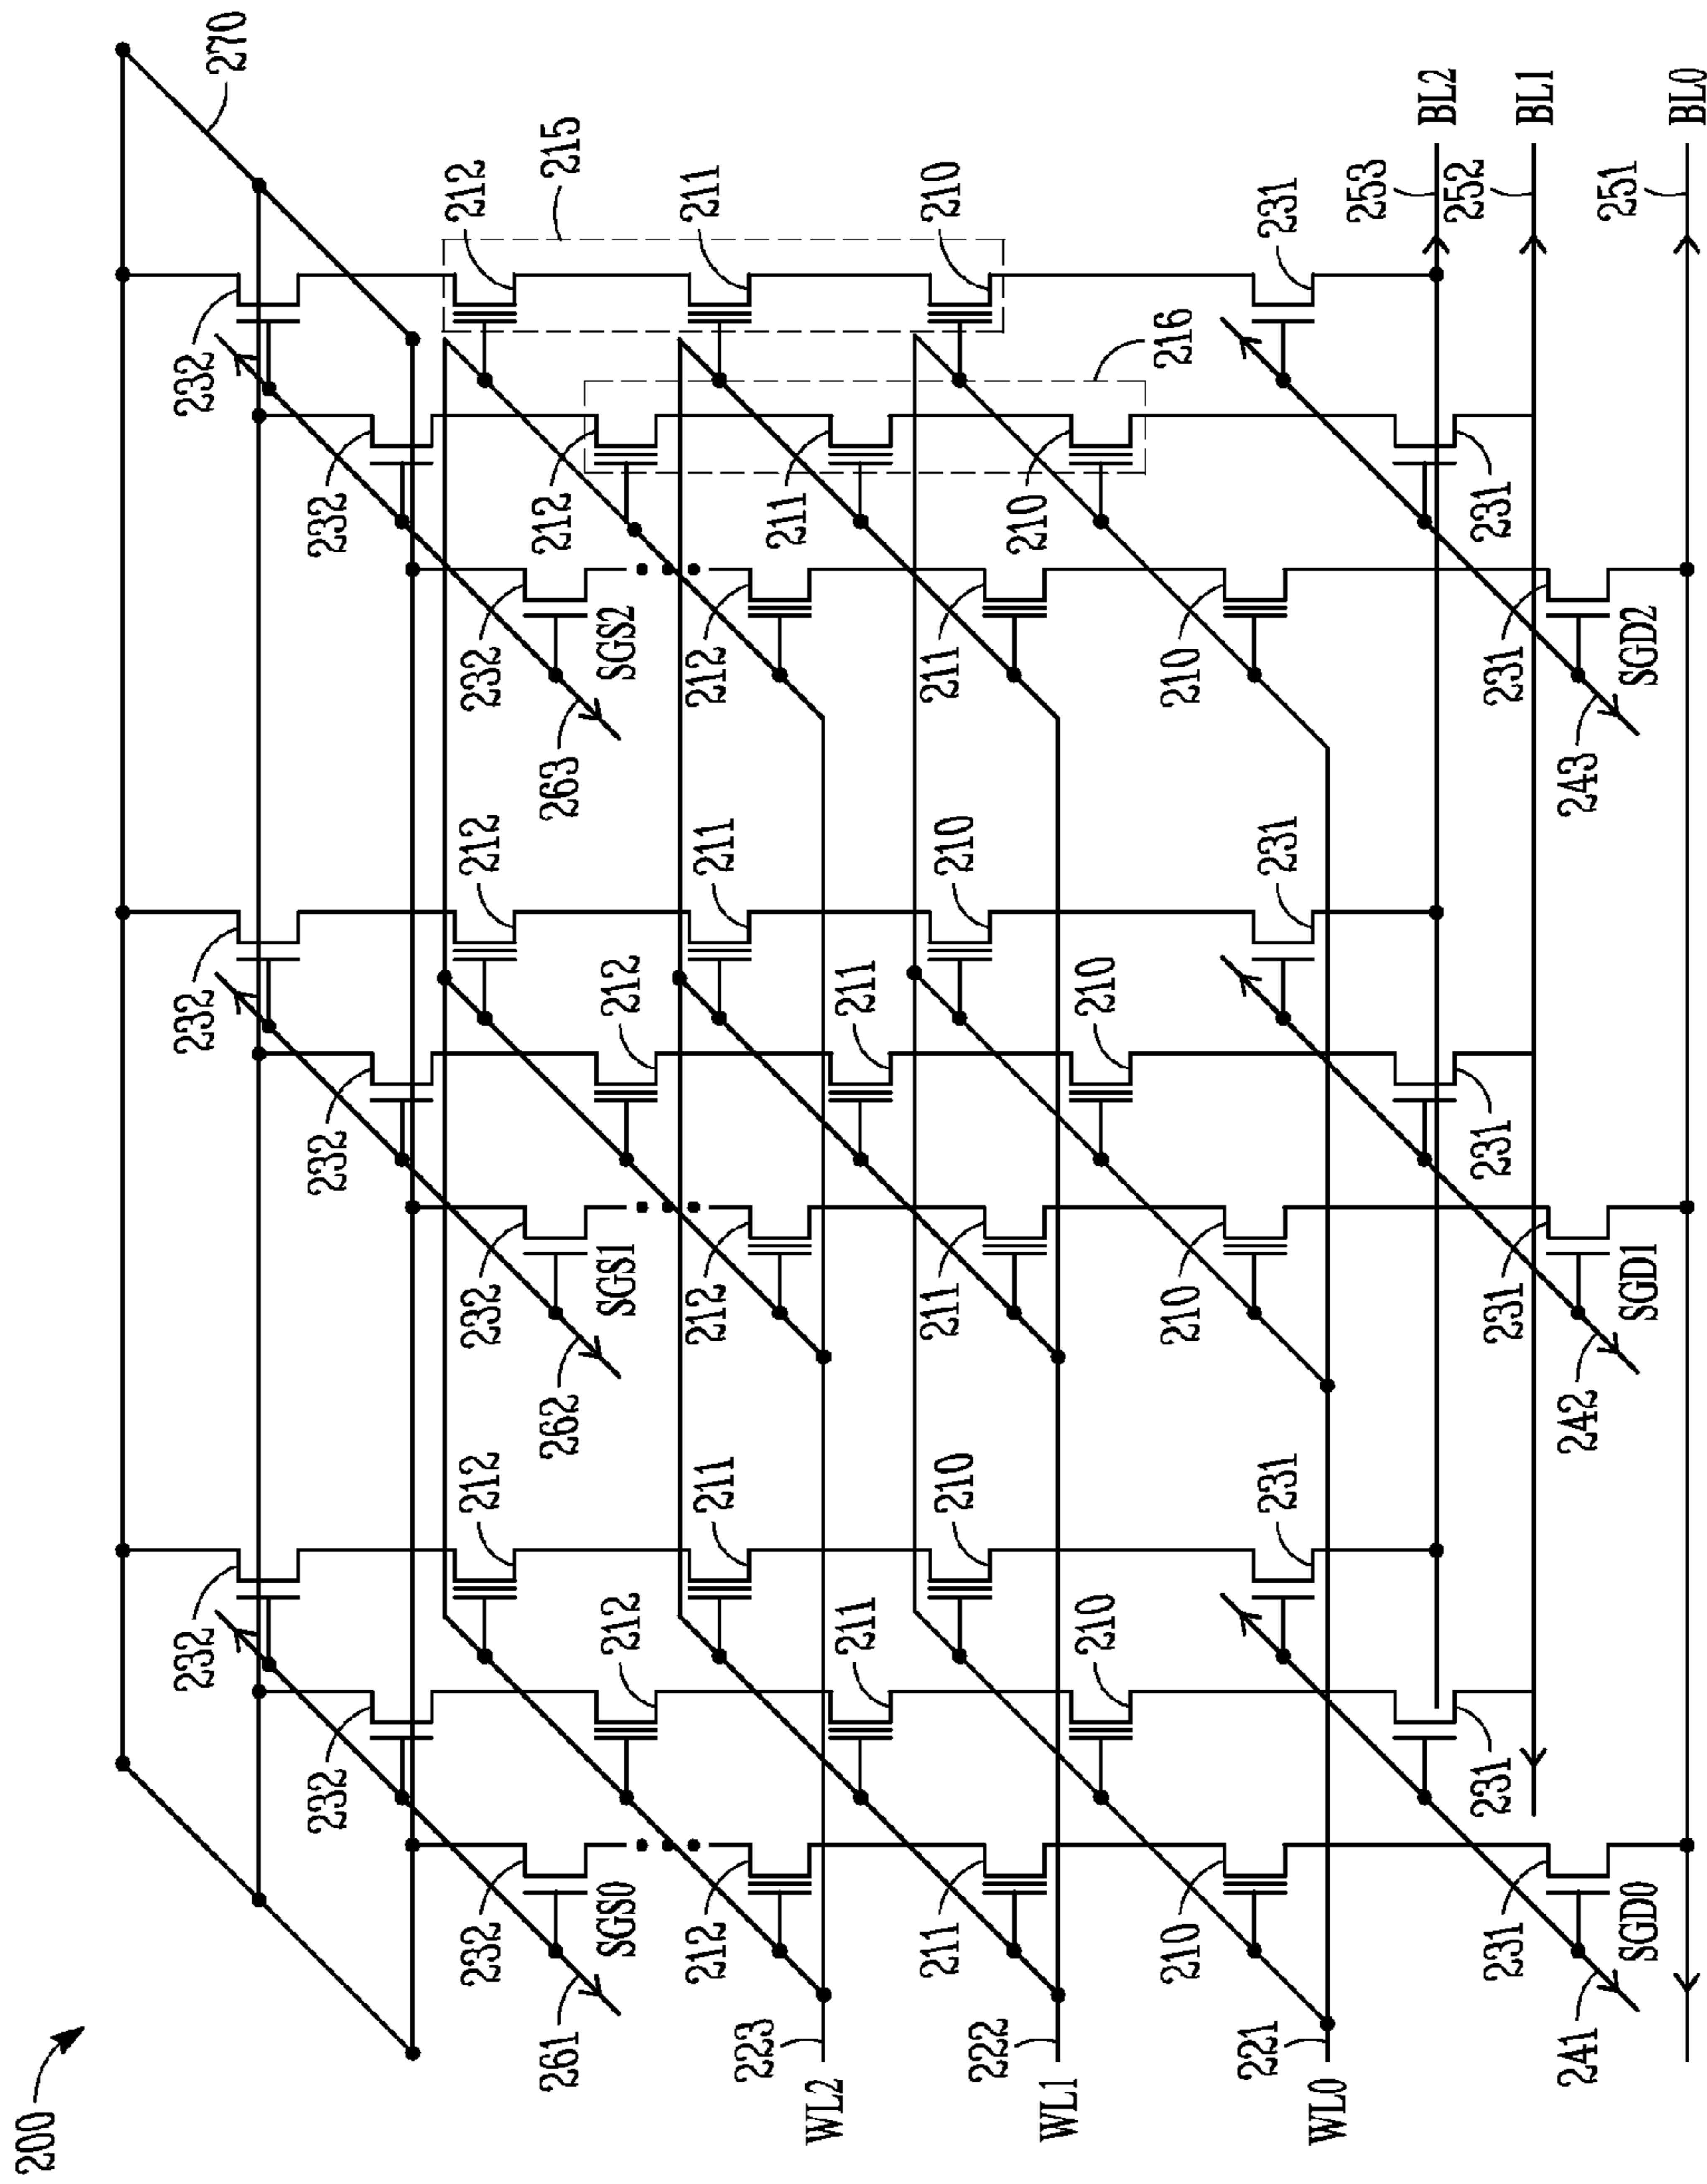 200
232 232 232 270
232 232 232
232 212 232 212 232 212
261 262 263 212 215
SGS0 212 SGS1 212 SGS2
212 211 212 211 212 211
223 211
WL2 211 211
211 210 211 210 211 210
222 210
WL1 210 210
210 210 210 216
221 231 231 231
WL0
253
BL2
252
231 231 231 231 231 231
BL1
241 242 243 251
SGD0 SGD1 SGD2
BL0